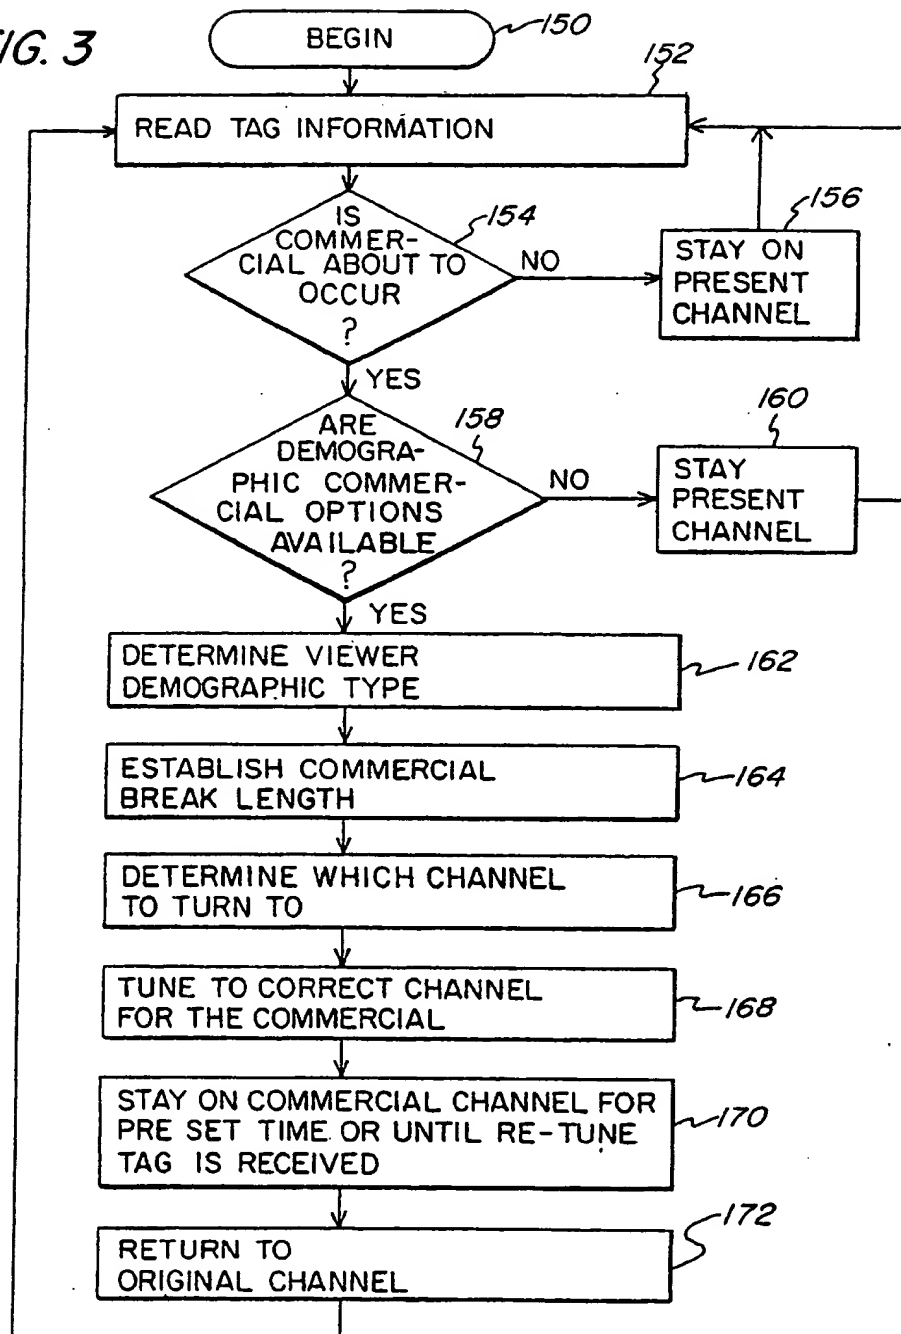 FIG. 3
BEGIN
150
152
READ TAG INFORMATION
IS
COMMER-
CIAL ABOUT TO
OCCUR
?
154
NO
156
STAY ON
PRESENT
CHANNEL
YES
ARE
DEMOGRA-
PHIC COMMER-
CIAL OPTIONS
AVAILABLE
?
158
NO
160
STAY
PRESENT
CHANNEL
YES
DETERMINE VIEWER
DEMOGRAPHIC TYPE
162
ESTABLISH COMMERCIAL
BREAK LENGTH
164
DETERMINE WHICH CHANNEL
TO TURN TO
166
TUNE TO CORRECT CHANNEL
FOR THE COMMERCIAL
168
STAY ON COMMERCIAL CHANNEL FOR
PRE SET TIME OR UNTIL RE-TUNE
TAG IS RECEIVED
170
RETURN TO
ORIGINAL CHANNEL
172